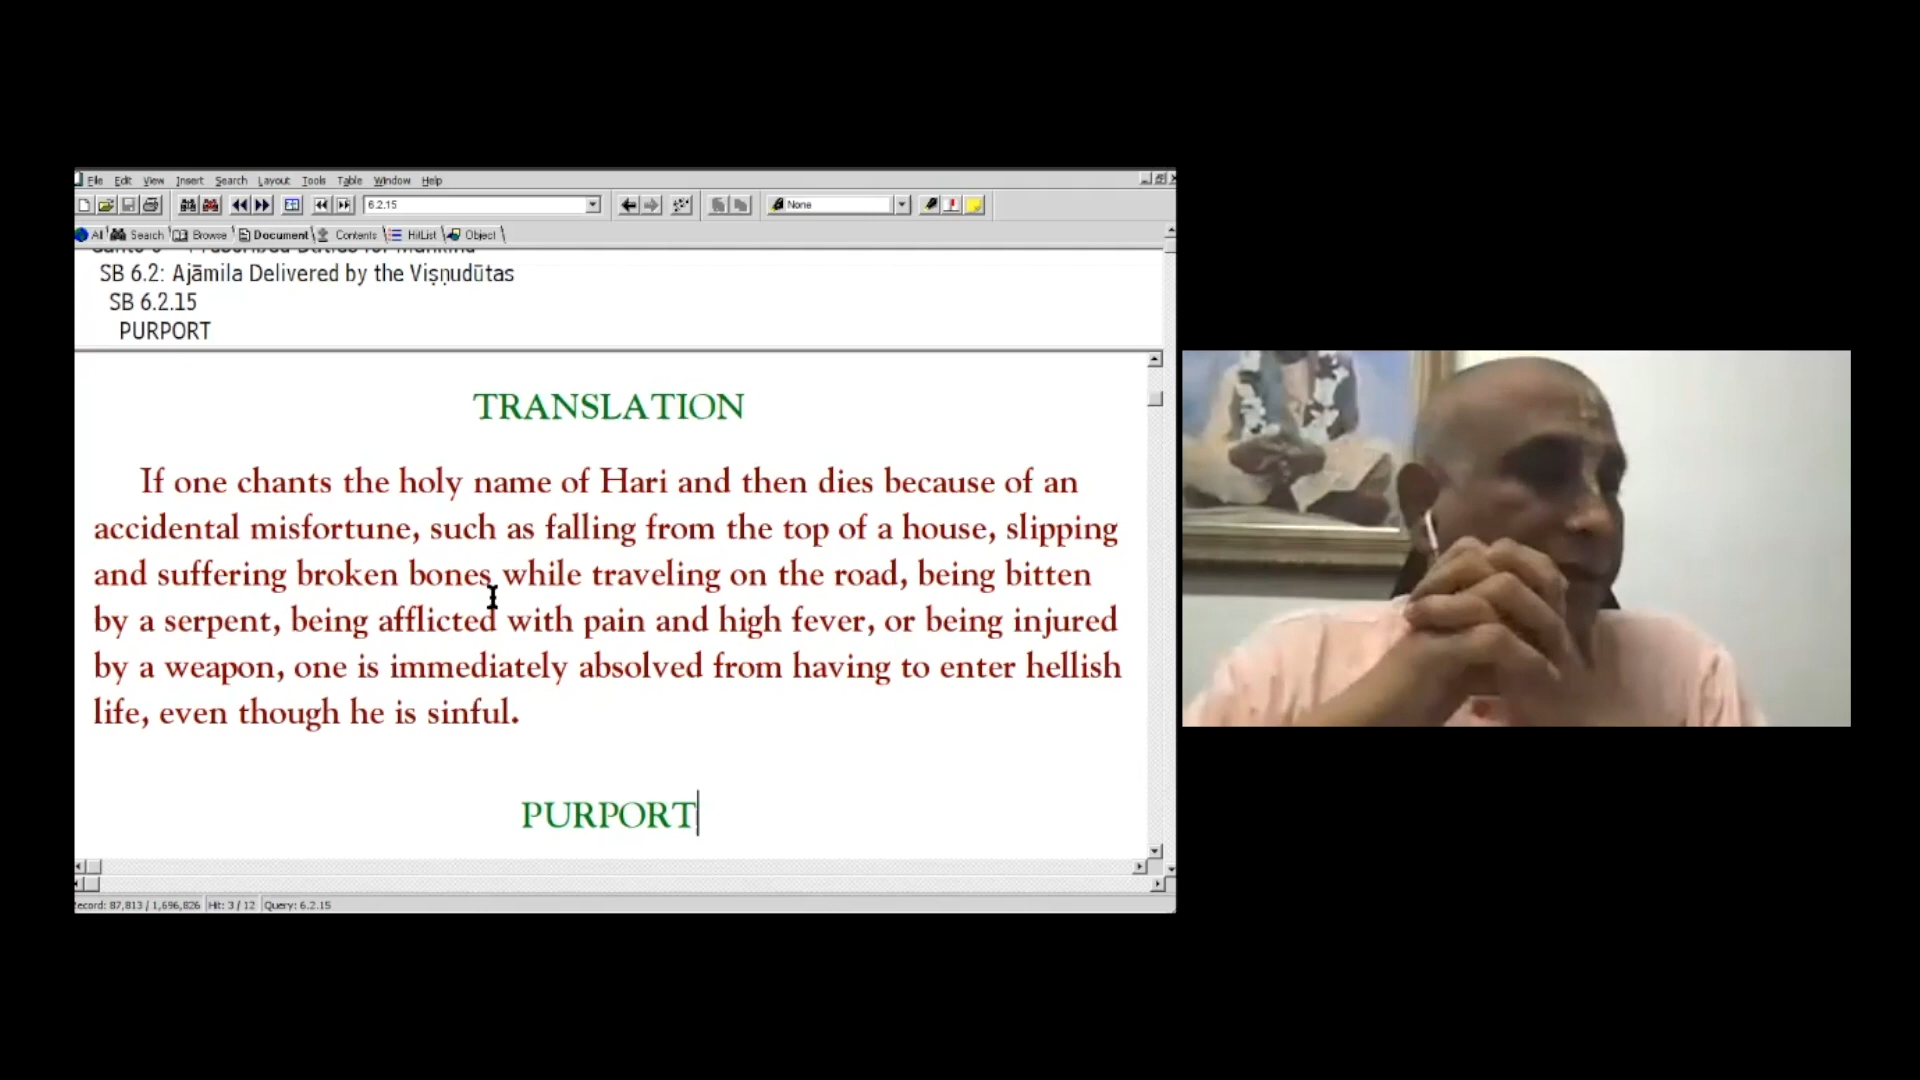 File Edit View Insert Search Layout Tools Table Window Help
6.2.15 None
All Search Browse Document Contents HitList Object
SB 6.2: Ajāmila Delivered by the Viṣṇudūtas
SB 6.2.15
PURPORT
TRANSLATION
If one chants the holy name of Hari and then dies because of an
accidental misfortune, such as falling from the top of a house, slipping
and suffering broken bones while traveling on the road, being bitten
by a serpent, being afflicted with pain and high fever, or being injured
by a weapon, one is immediately absolved from having to enter hellish
life, even though he is sinful.
PURPORT
ecord: 87,813 / 1,696,826 Hit: 3 / 12 Query: 6.2.15